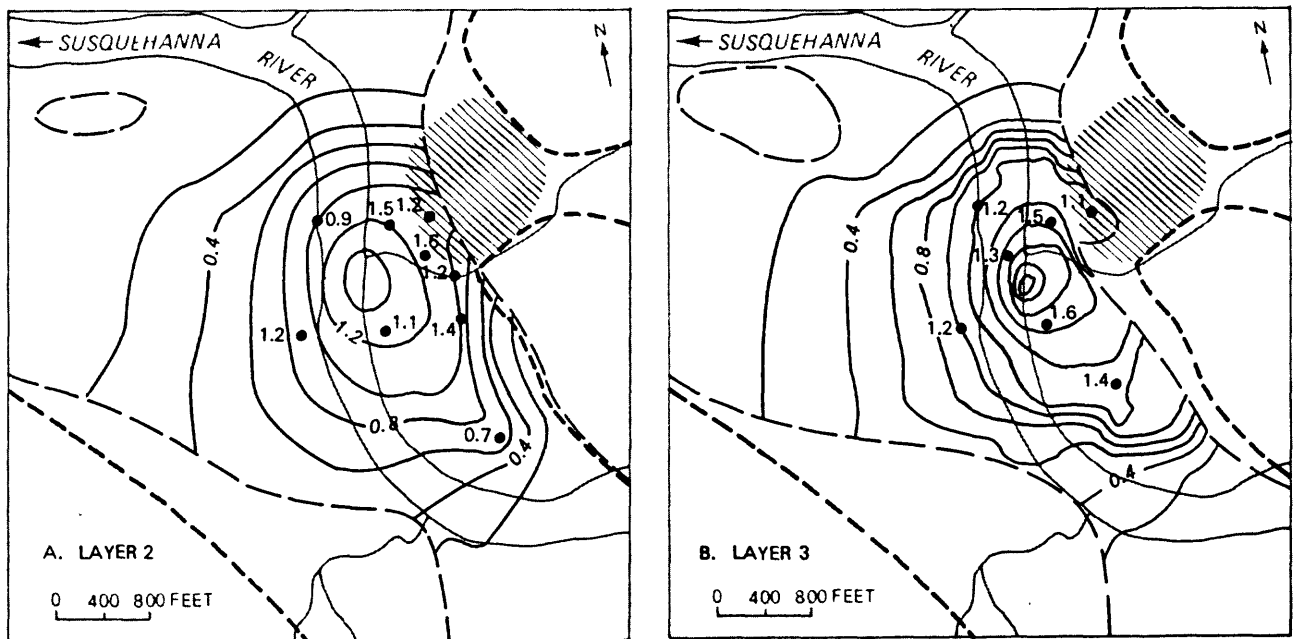 ← SUSQUEHANNA
RIVER
N
0.4
0.9
1.5
1.2
1.6
1.2
1.2
1.2
1.1
1.4
0.8
0.7
0.4
A. LAYER 2
0 400 800 FEET
← SUSQUEHANNA
RIVER
N
0.4
0.8
1.2
1.5
1.1
1.3
1.2
1.6
1.4
0.4
B. LAYER 3
0 400 800 FEET